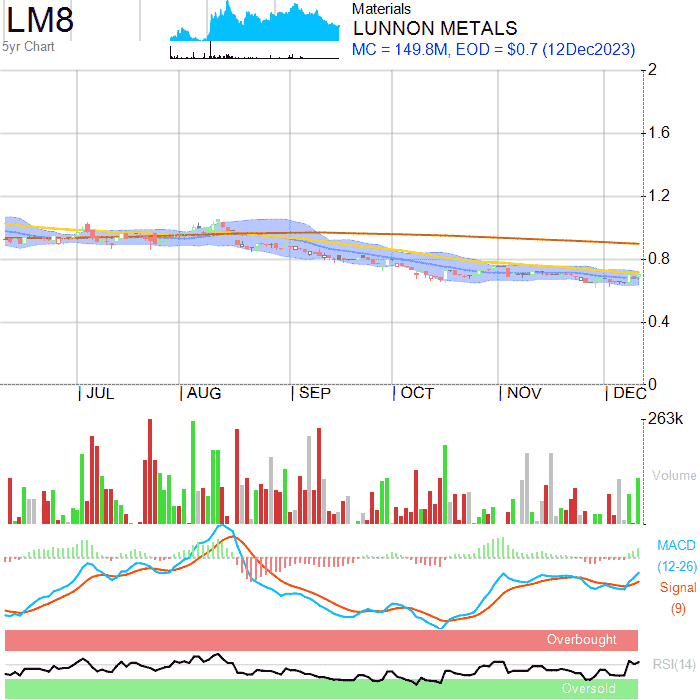 LM8
5yr Chart
Materials
LUNNON METALS
MC = 149.8M, EOD = $0.7 (12Dec2023)
2
1.6
1.2
0.8
0.4
0
JUL AUG SEP OCT NOV DEC
263k
Volume
MACD
(12-26)
Signal
(9)
Overbought
RSI(14)
Oversold